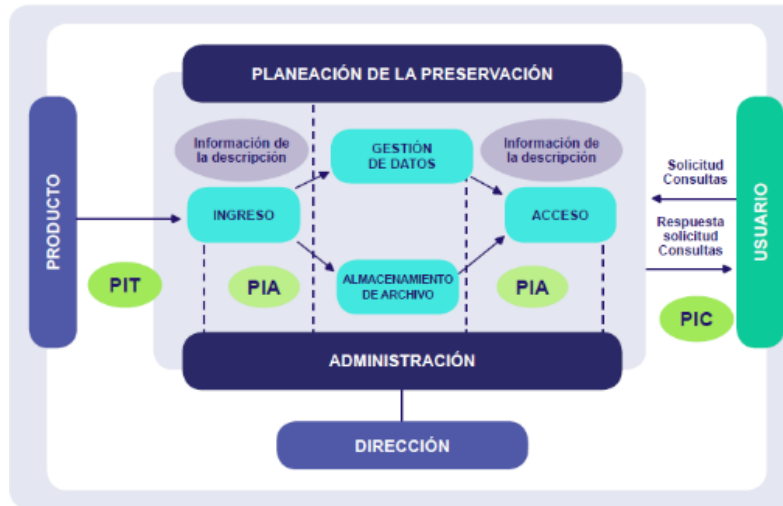 PLANEACIÓN DE LA PRESERVACIÓN
PRODUCTO
Información de
la descripción
GESTIÓN
DE DATOS
Información de
la descripción
Solicitud
Consultas
INGRESO
ACCESO
Respuesta
solicitud
Consultas
USUARIO
PIT
PIA
ALMACENAMIENTO
DE ARCHIVO
PIA
PIC
ADMINISTRACIÓN
DIRECCIÓN